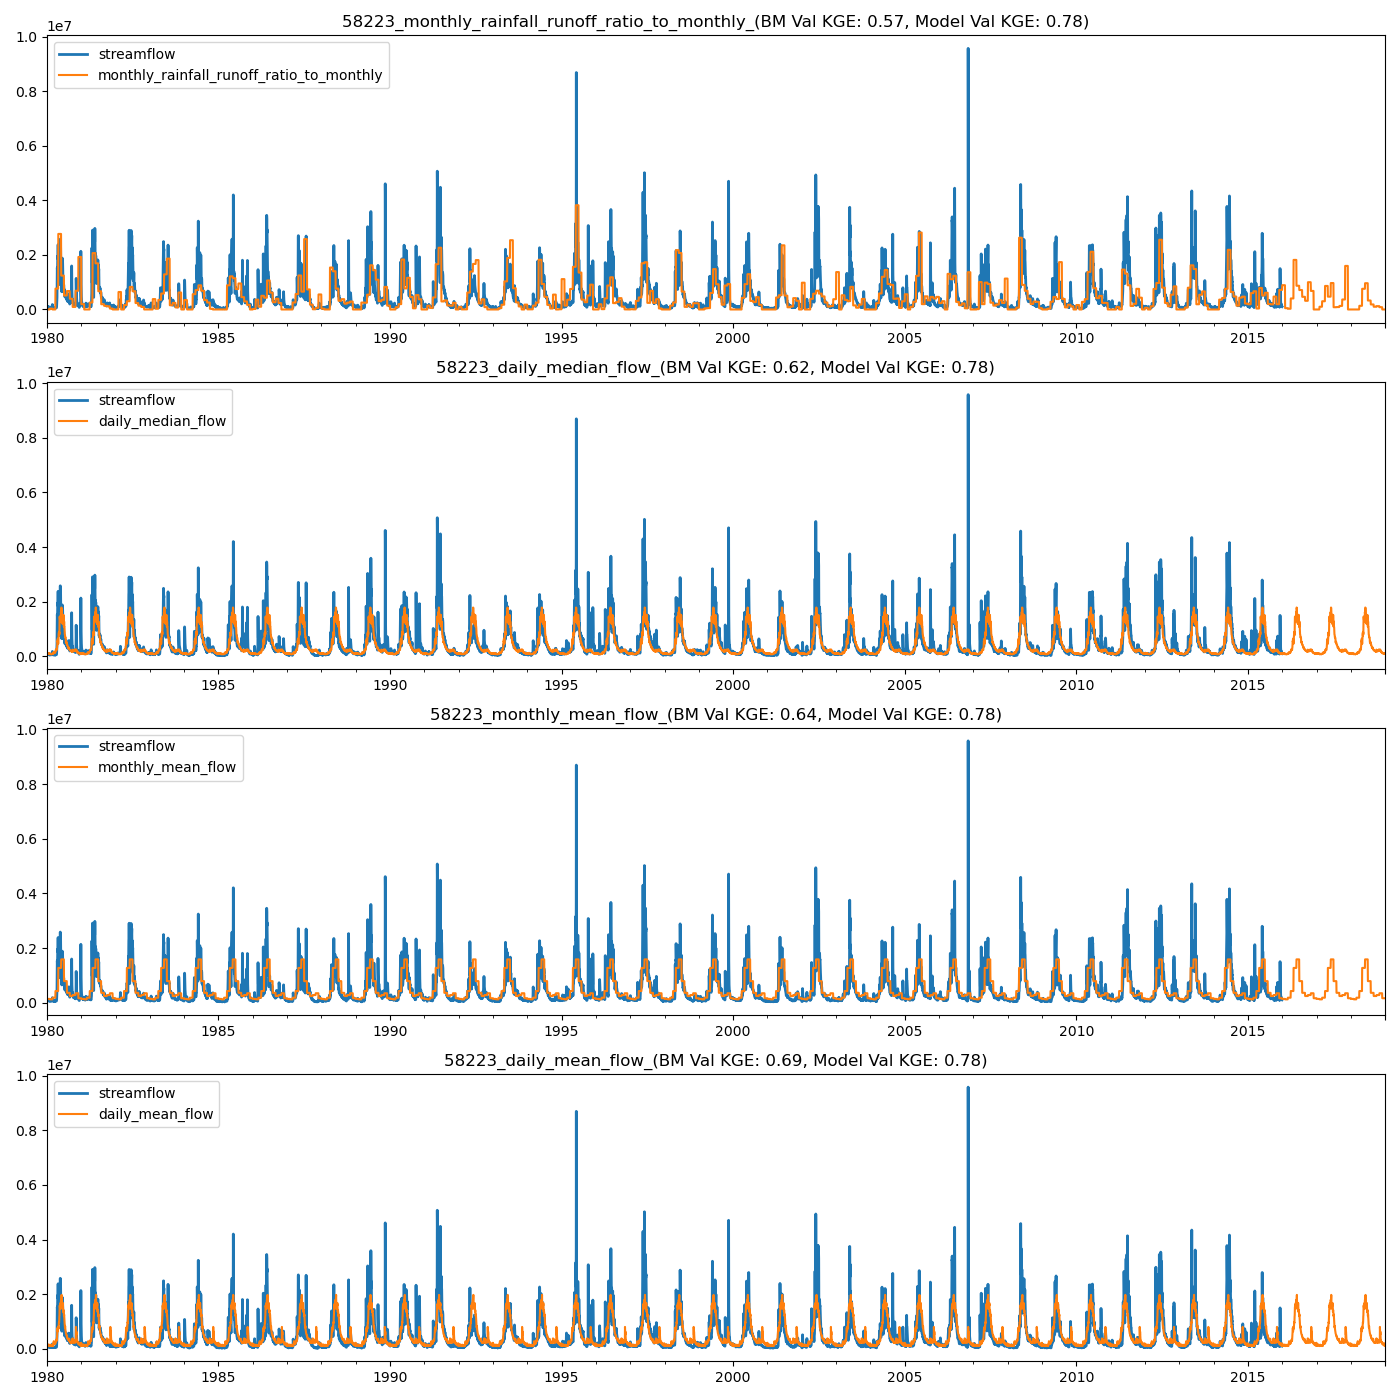 58223_monthly_rainfall_runoff_ratio_to_monthly_(BM Val KGE: 0.57, Model Val KGE: 0.78)
1e7
1.0
streamflow
monthly_rainfall_runoff_ratio_to_monthly
0.8
0.6
0.4
0.2
0.0
1980 1985 1990 1995 2000 2005 2010 2015
58223_daily_median_flow_(BM Val KGE: 0.62, Model Val KGE: 0.78)
1e7
1.0
streamflow
daily_median_flow
0.8
0.6
0.4
0.2
0.0
1980 1985 1990 1995 2000 2005 2010 2015
58223_monthly_mean_flow_(BM Val KGE: 0.64, Model Val KGE: 0.78)
1e7
1.0
streamflow
monthly_mean_flow
0.8
0.6
0.4
0.2
0.0
1980 1985 1990 1995 2000 2005 2010 2015
58223_daily_mean_flow_(BM Val KGE: 0.69, Model Val KGE: 0.78)
1e7
1.0
streamflow
daily_mean_flow
0.8
0.6
0.4
0.2
0.0
1980 1985 1990 1995 2000 2005 2010 2015